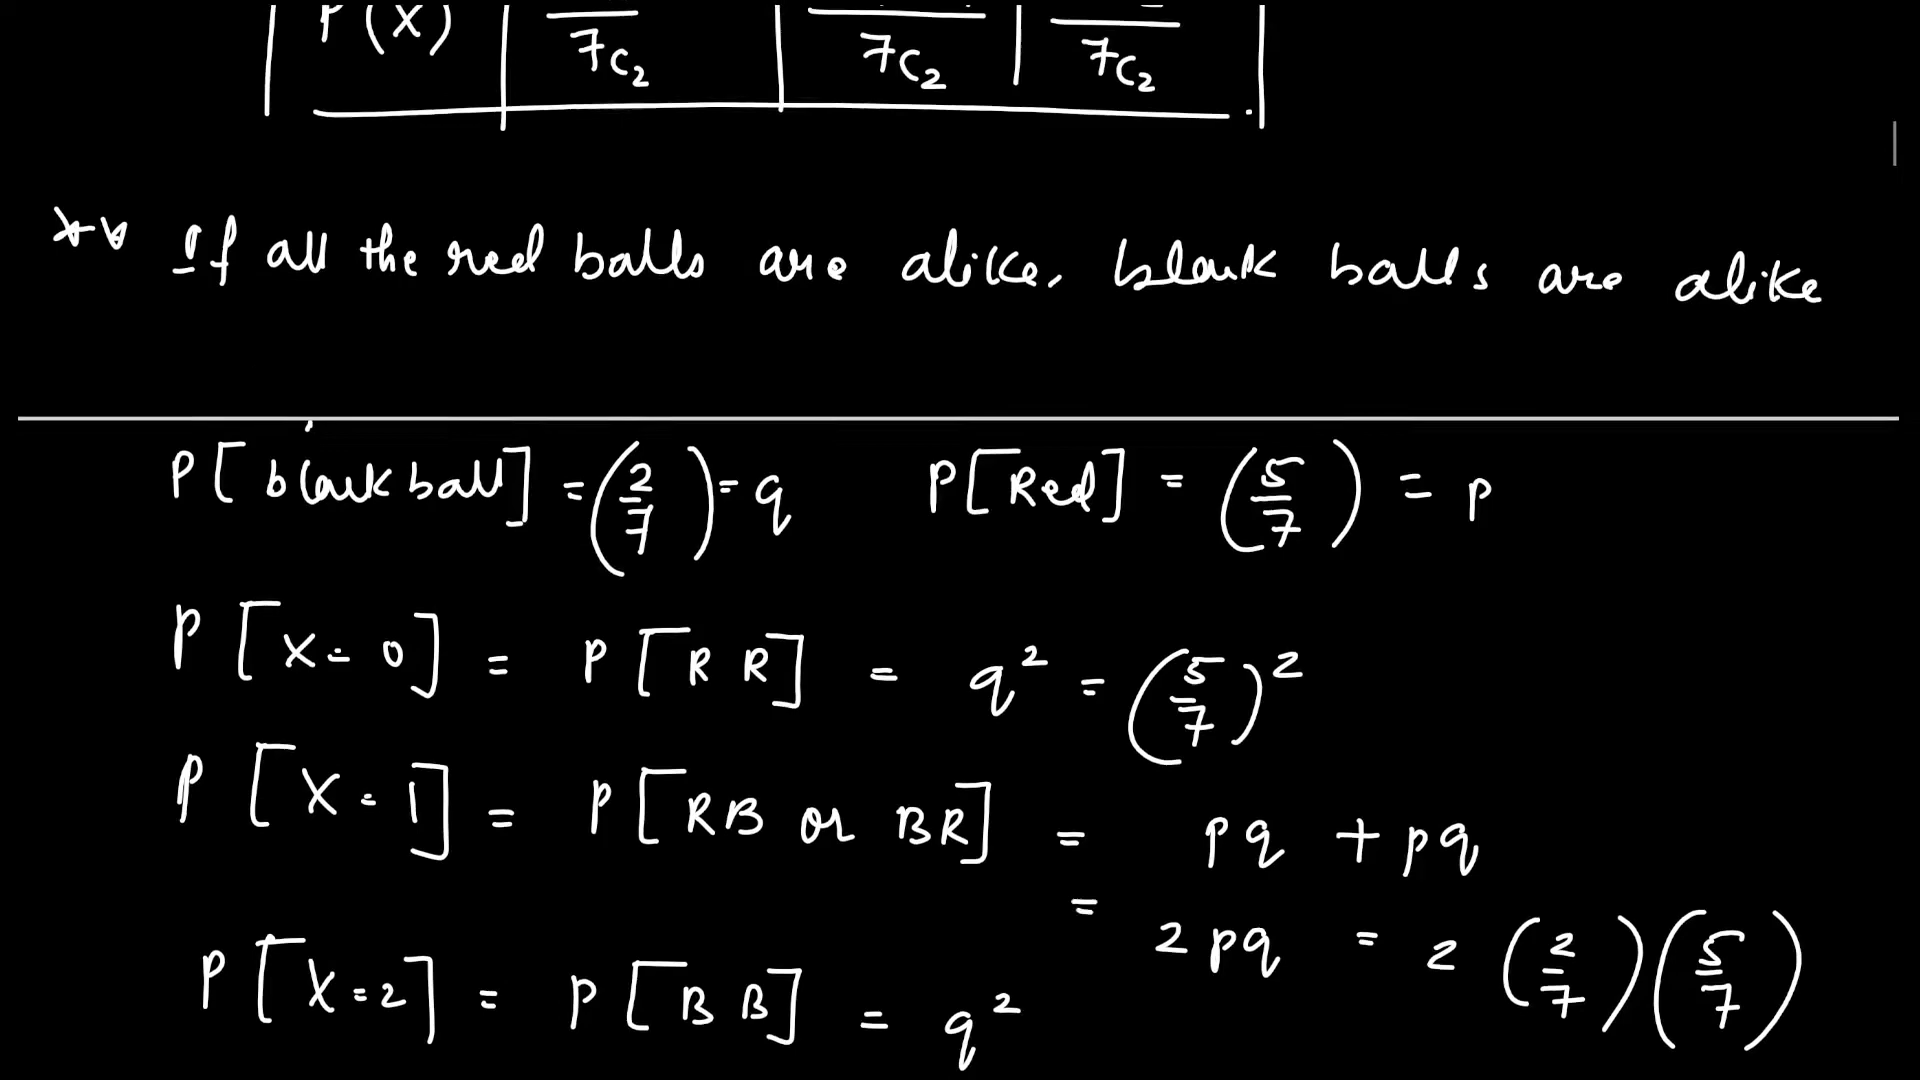 P(X) 7C₂ 7C₂ 7C₂
** If all the red balls are alike, black balls are alike
P[black ball] = (2/7) = q P[Red] = (5/7) = p
P[X=0] = P[RR] = q² = (5/7)²
P[X=1] = P[RB or BR] = pq + pq
= 2pq = 2(2/7)(5/7)
P[X=2] = P[BB] = q²